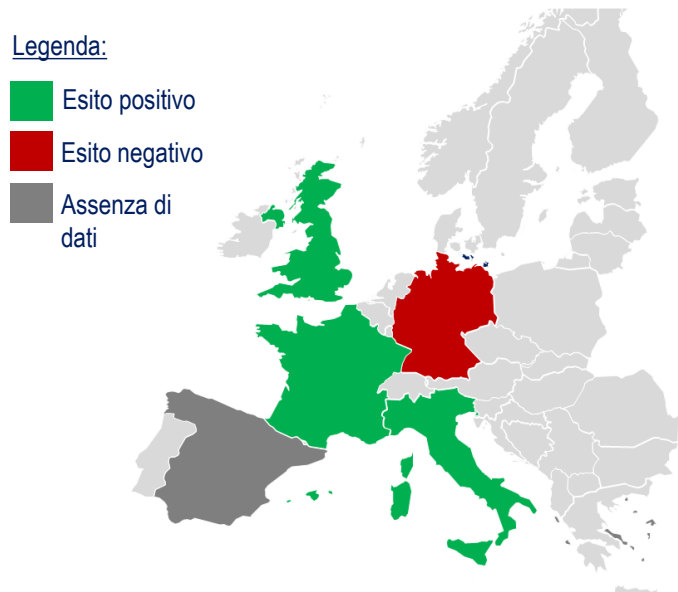 Legenda:
Esito positivo
Esito negativo
Assenza di
dati